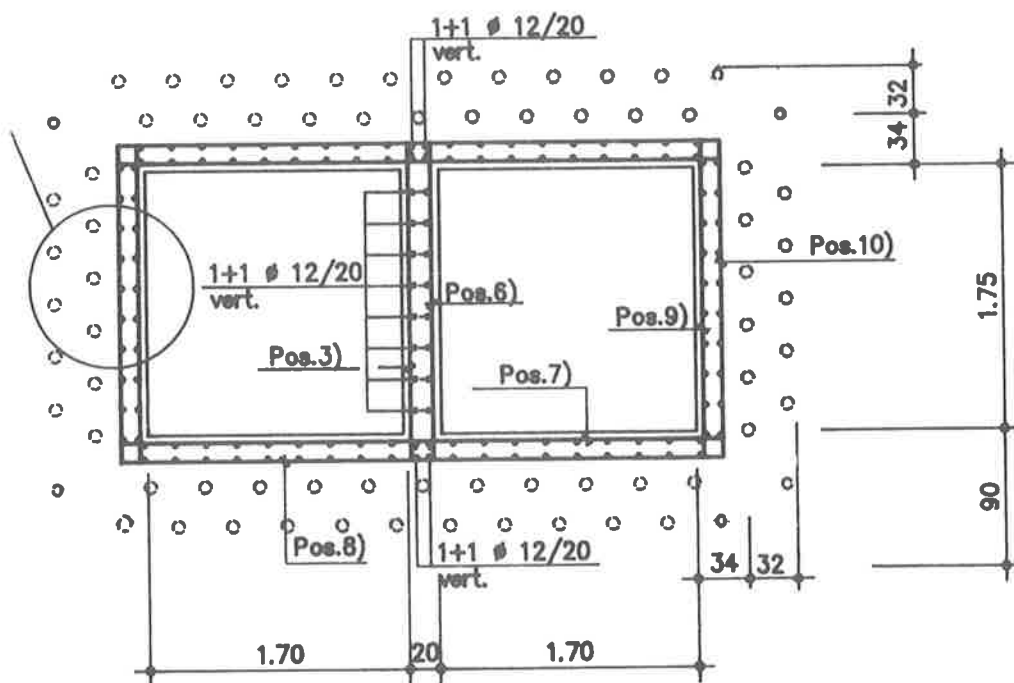 1+1 ø 12/20
vert.
32
34
Pos.10)
1+1 ø 12/20
vert.
Pos.6)
1.75
Pos.9)
Pos.3)
Pos.7)
90
Pos.8)
1+1 ø 12/20
vert.
34
32
1.70
20
1.70